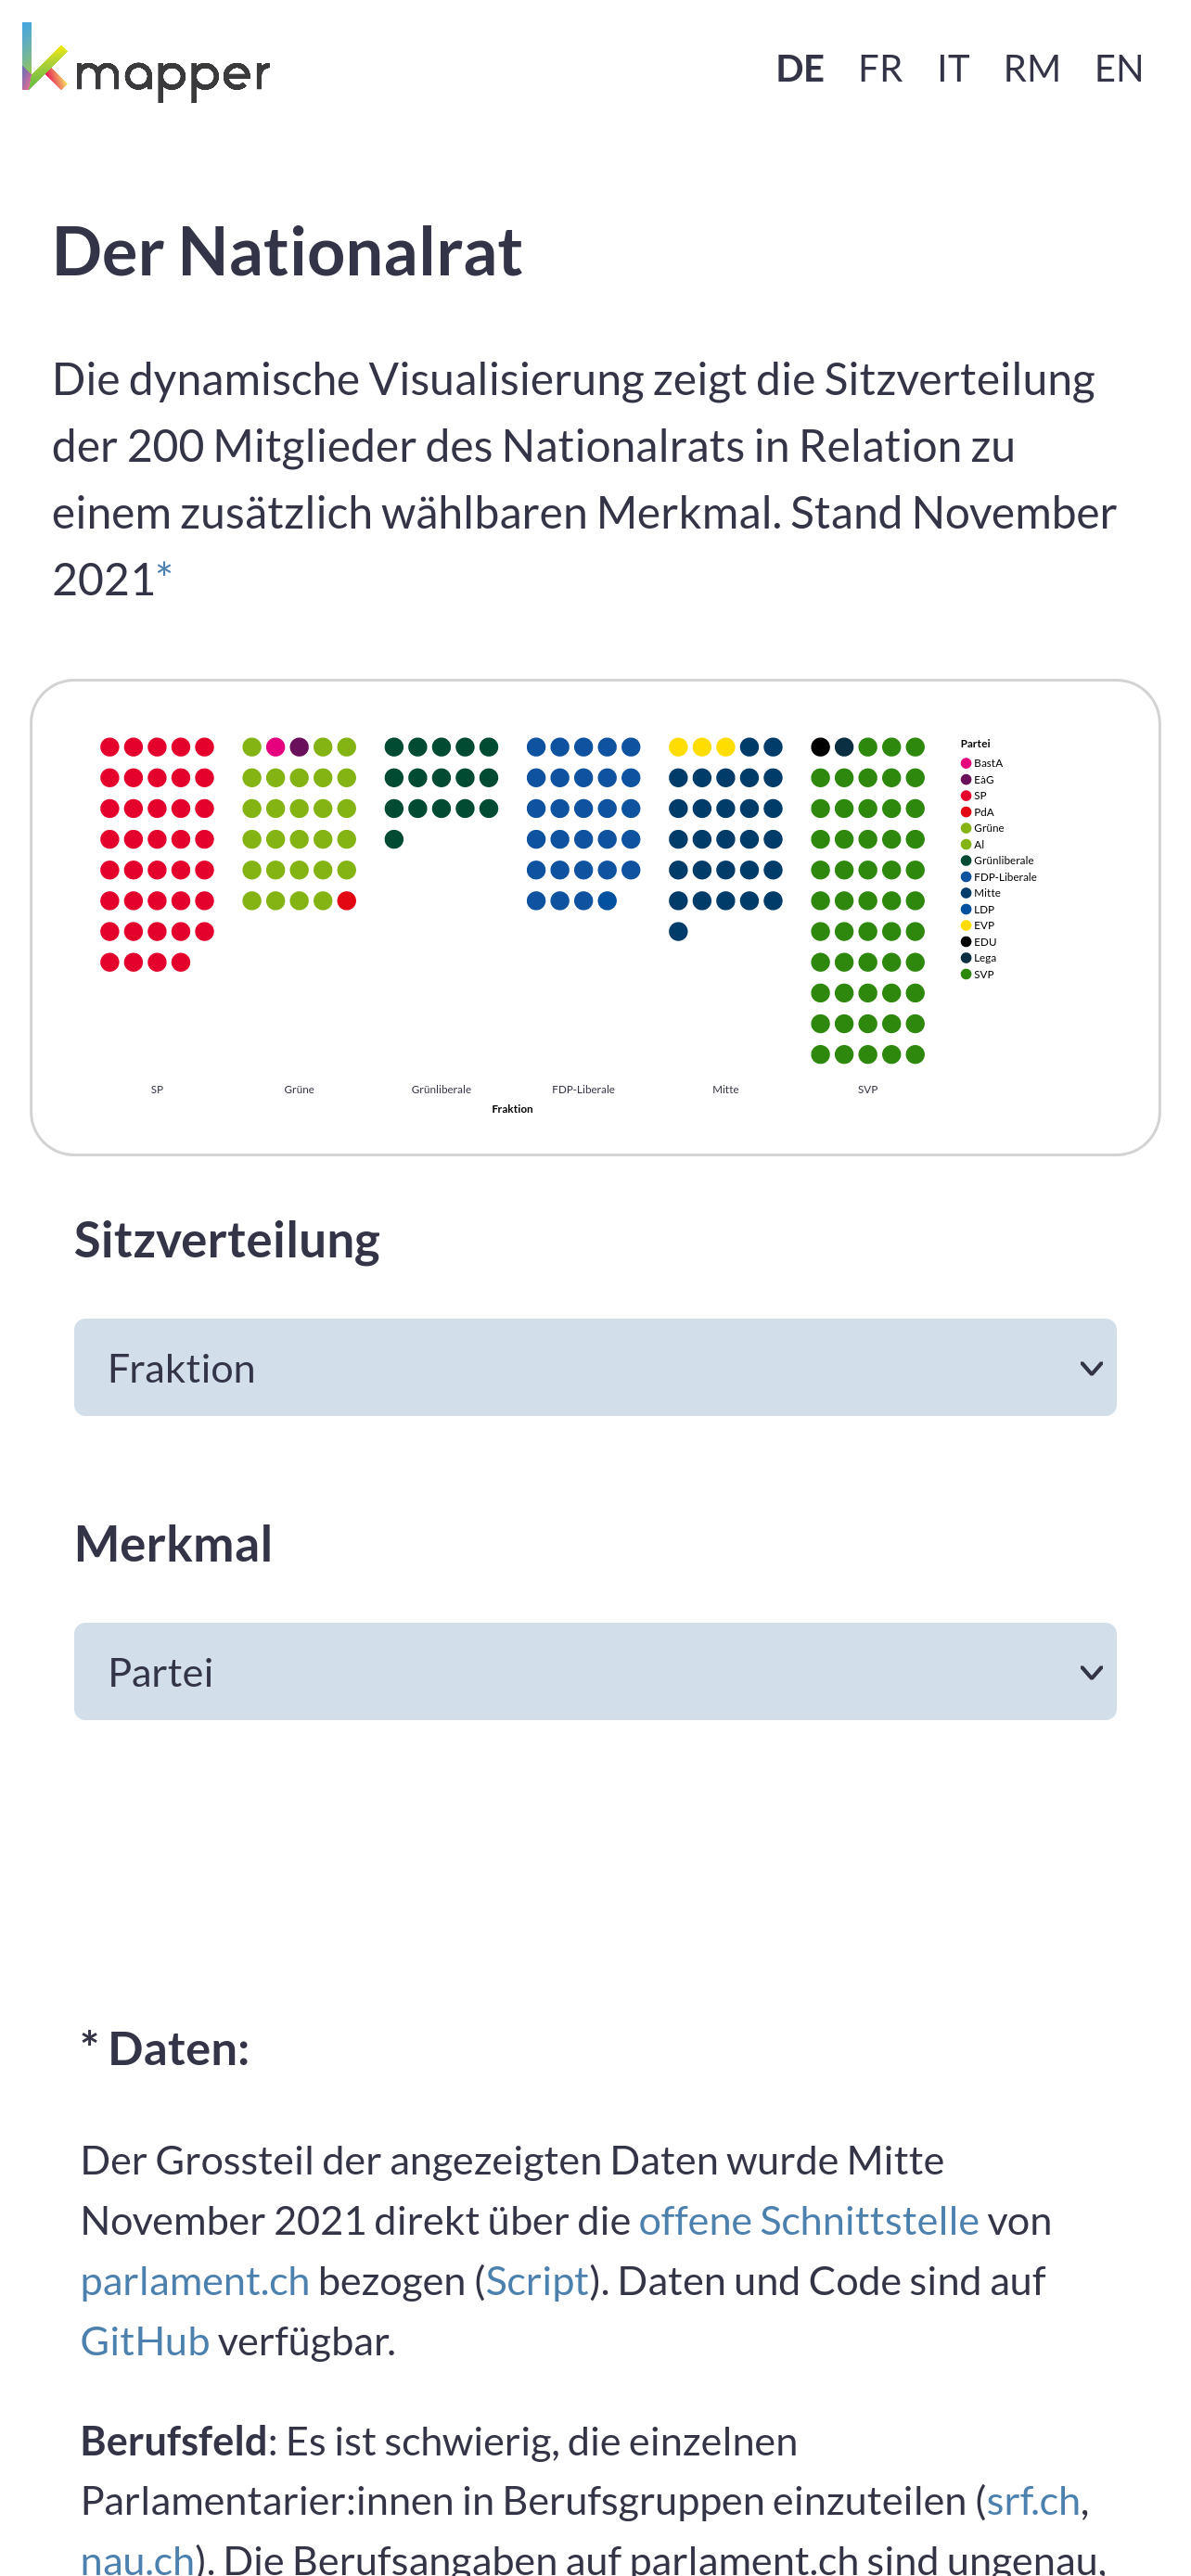 kmapper
DE FR IT RM EN
Der Nationalrat
Die dynamische Visualisierung zeigt die Sitzverteilung
der 200 Mitglieder des Nationalrats in Relation zu
einem zusätzlich wählbaren Merkmal. Stand November
2021*
Partei
BastA
EàG
SP
PdA
Grüne
Al
Grünliberale
FDP-Liberale
Mitte
LDP
EVP
EDU
Lega
SVP
SP Grüne Grünliberale FDP-Liberale Mitte SVP
Fraktion
Sitzverteilung
Fraktion
Merkmal
Partei
* Daten:
Der Grossteil der angezeigten Daten wurde Mitte
November 2021 direkt über die offene Schnittstelle von
parlament.ch bezogen (Script). Daten und Code sind auf
GitHub verfügbar.
Berufsfeld: Es ist schwierig, die einzelnen
Parlamentarier:innen in Berufsgruppen einzuteilen (srf.ch,
nau.ch). Die Berufsangaben auf parlament.ch sind ungenau,